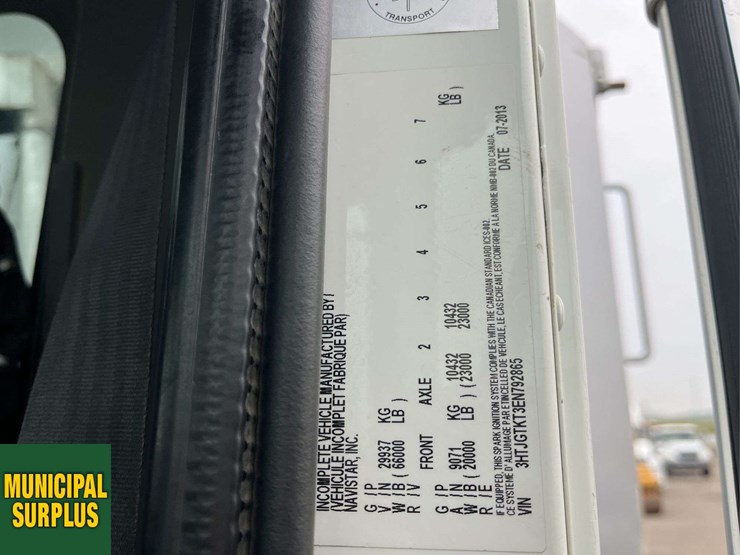 TRANSPORT
INCOMPLETE VEHICLE MANUFACTURED BY /
(VEHICULE INCOMPLET FABRIQUE PAR)
NAVISTAR, INC.
G / P
V / N 29937 KG
W / B ( 66000 LB )
R / V
FRONT AXLE 2 3 4 5 6 7
G / P
A / N 9071 KG 10432 10432 KG
W / B ( 20000 LB ) ( 23000 23000 LB )
R / E
IF EQUIPPED, THIS SPARK IGNITION SYSTEM COMPLIES WITH THE CANADIAN STANDARD ICES-002.
CE SYSTEME D'ALLUMAGE PAR ETINCELLED DE VEHICULE, LE CAS ECHEANT, EST CONFORME A LA NORME NMB-002 DU CANADA.
VIN 3HTJGTKT3EN792865 DATE 07-2013
MUNICIPAL
SURPLUS